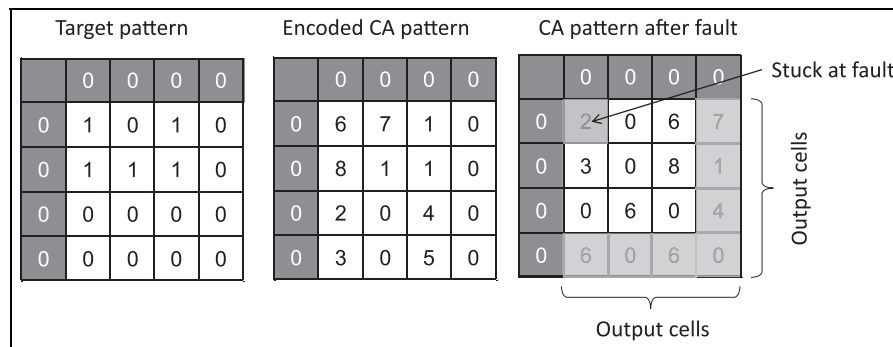 Target pattern Encoded CA pattern CA pattern after fault
0 0 0 0 0 0 0 0 0 0 0 0
Stuck at fault
0 1 0 1 0 0 6 7 1 0 0 2 0 6 7
0 1 1 1 0 0 8 1 1 0 0 3 0 8 1
0 0 0 0 0 0 2 0 4 0 0 0 6 0 4
0 0 0 0 0 0 3 0 5 0 0 6 0 6 0
Output cells
Output cells